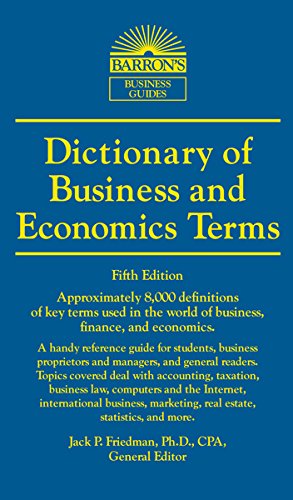 BARRON'S
BUSINESS
GUIDES
Dictionary of
Business and
Economics Terms
Fifth Edition
Approximately 8,000 definitions
of key terms used in the world of business,
finance, and economics.
A handy reference guide for students, business
proprietors and managers, and general readers.
Topics covered deal with accounting, taxation,
business law, computers and the Internet,
international business, marketing, real estate,
statistics, and more.
Jack P. Friedman, Ph.D., CPA,
General Editor